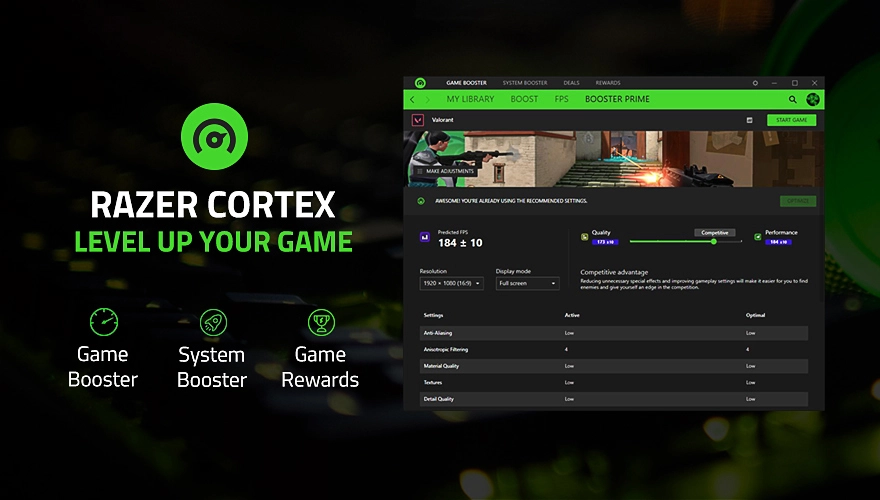 RAZER CORTEX
LEVEL UP YOUR GAME
Game Booster
System Booster
Game Rewards
GAME BOOSTER SYSTEM BOOSTER DEALS REWARDS
MY LIBRARY BOOST FPS BOOSTER PRIME
Valorant START GAME
MAKE ADJUSTMENTS
AWESOME! YOU'RE ALREADY USING THE RECOMMENDED SETTINGS. OPTIMIZE
Predicted FPS
184 ± 10
Quality Competitive Performance
173 ±10 184 ±10
Resolution Display mode
1920 × 1080 (16:9) Full screen
Competitive advantage
Reducing unnecessary special effects and improving gameplay settings will make it easier for you to find
enemies and give yourself an edge in the competition.
Settings Active Optimal
Anti-Aliasing Low Low
Anisotropic Filtering 4 4
Material Quality Low Low
Textures Low Low
Detail Quality Low Low